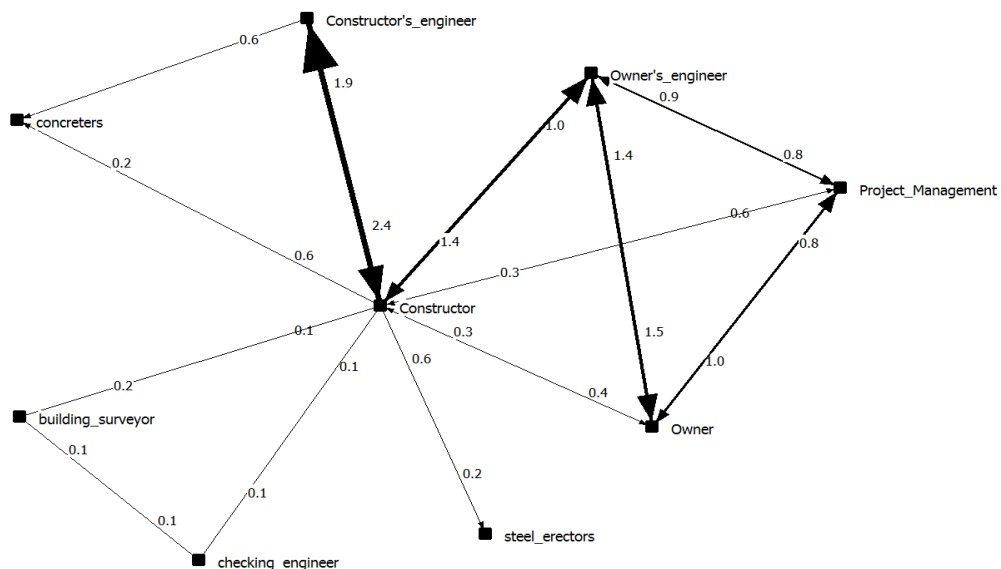 Constructor's_engineer
0.6
1.9
Owner's_engineer
0.9
concreters
1.0
1.4
0.8
0.2
Project_Management
0.6
2.4
1.4
0.8
0.6
0.3
Constructor
0.1
0.3
1.5
0.6
1.0
0.1
0.2
0.4
building_surveyor
Owner
0.1
0.2
0.1
0.1
steel_erectors
checking_engineer